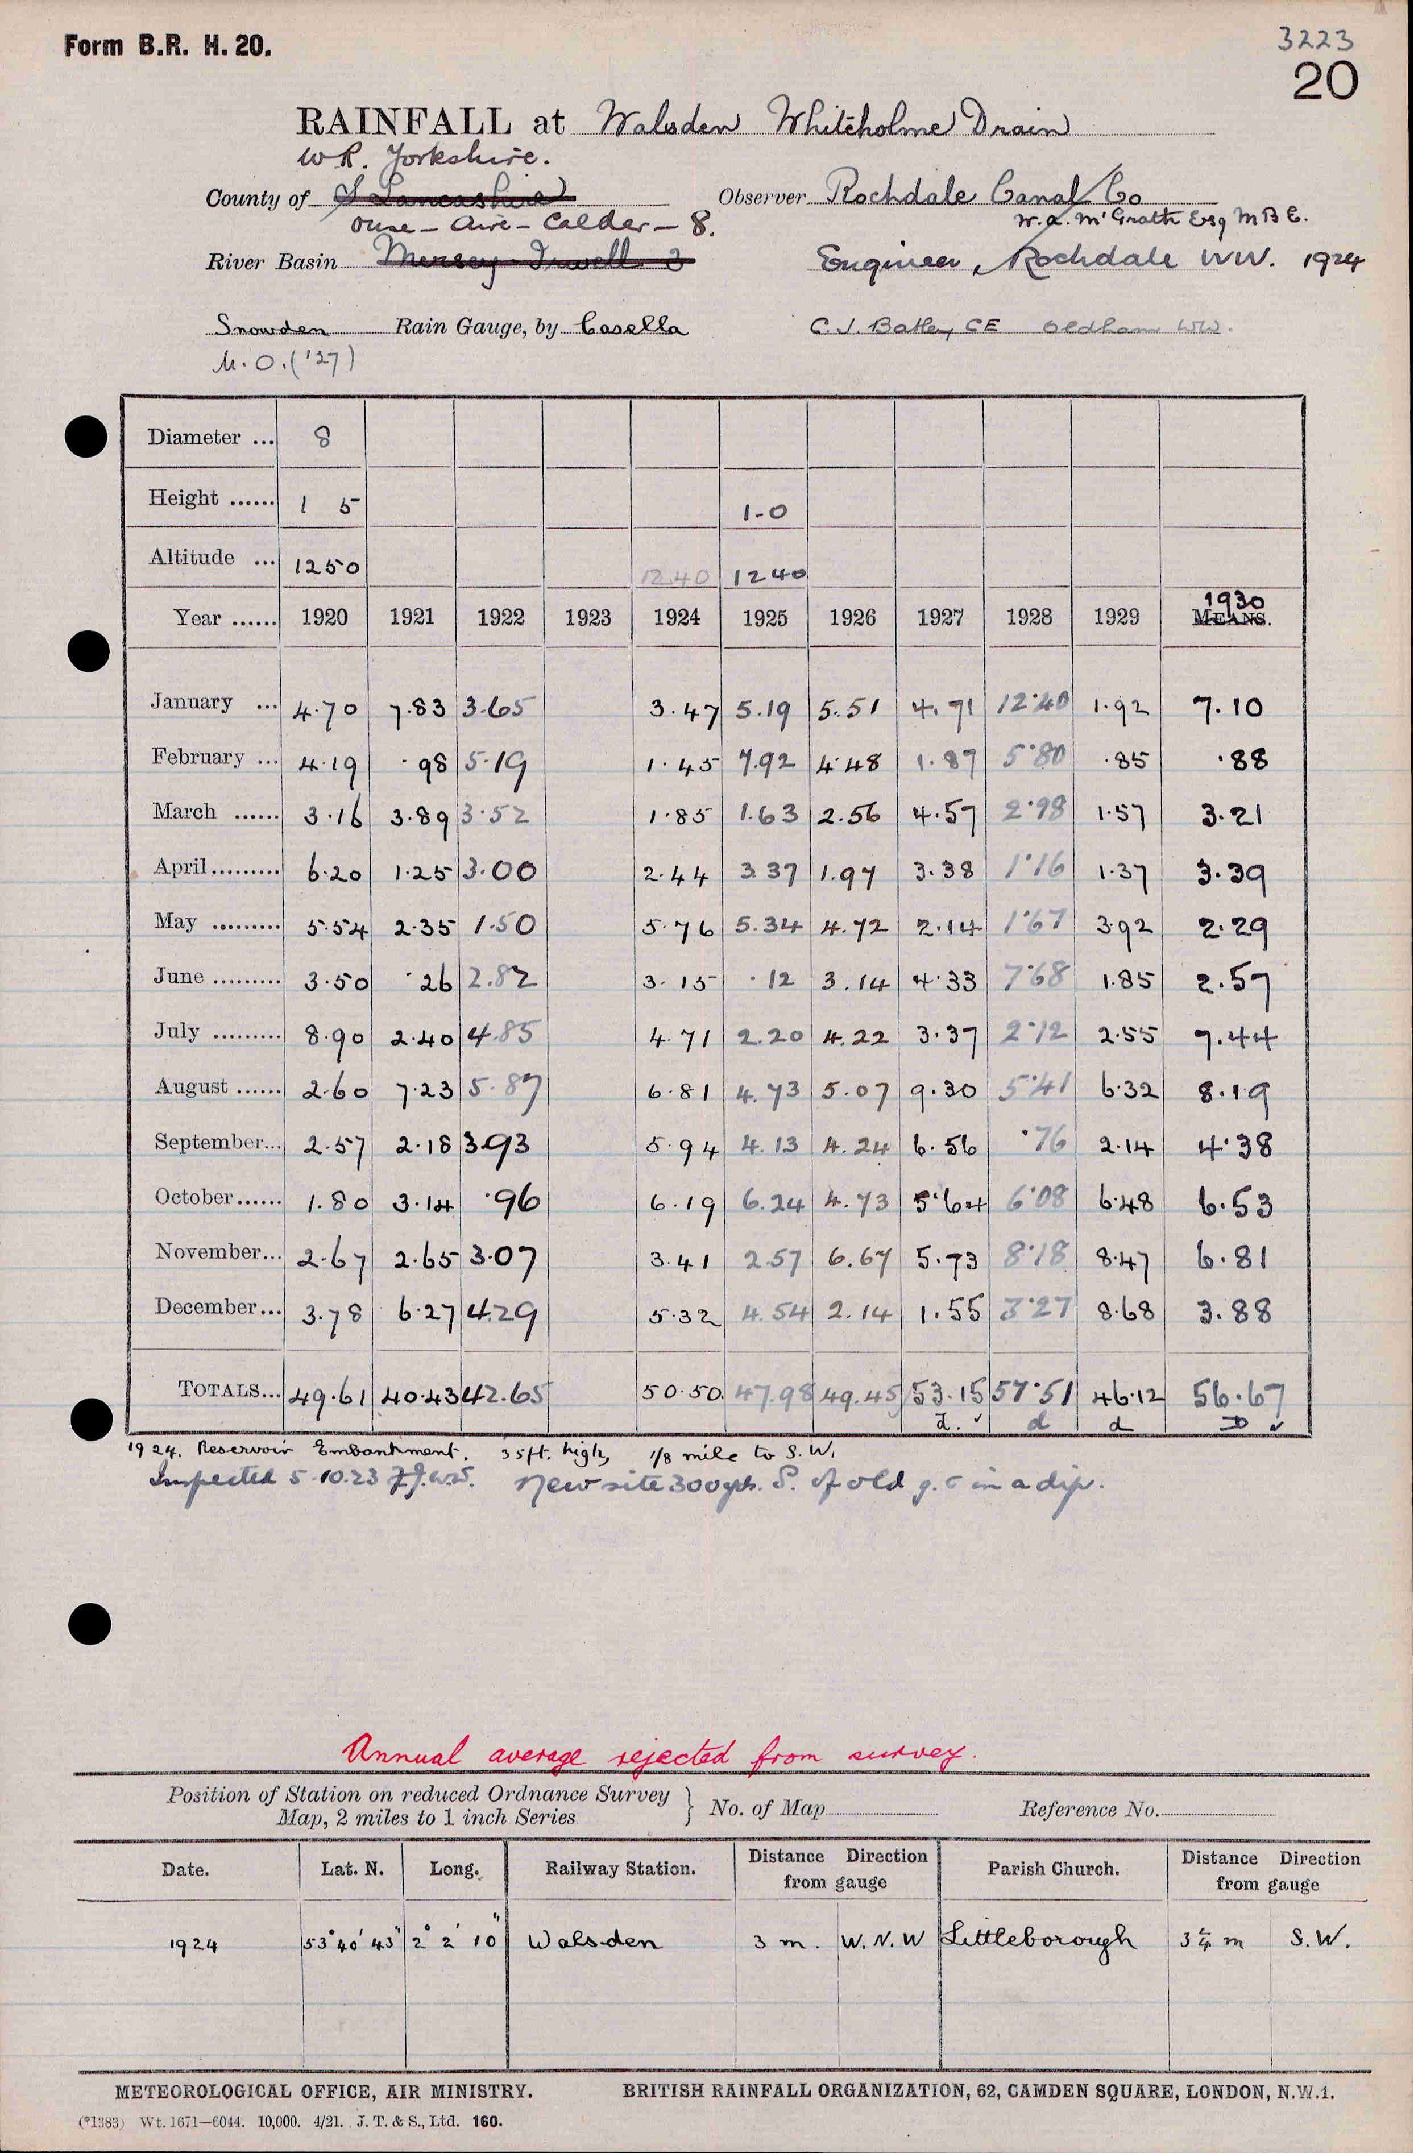 Form B.R. H. 20.
3223
20
RAINFALL at Walsden Whiteholme Drain
W R. Yorkshire.
County of S Lancashire Observer Rochdale Canal Co
Ouse - Aire - Calder - 8. W. A. McGrath Esq M B E.
River Basin Mersey - Irwell 3 Engineer, Rochdale WW. 1924
Snowden Rain Gauge, by Casella C. J. Batley, CE Oldham WW.
M. O. ('27)
Diameter ... 8
Height ...... 1 5 1-0
Altitude ... 1250 1240 1240
Year ...... 1920 1921 1922 1923 1924 1925 1926 1927 1928 1929 1930 MEANS.
January ... 4.70 7.83 3.65 3.47 5.19 5.51 4.71 12.40 1.92 7.10
February ... 4.19 .98 5.19 1.45 7.92 4.48 1.87 5.80 .85 .88
March ...... 3.16 3.89 3.52 1.85 1.63 2.56 4.57 2.98 1.57 3.21
April ......... 6.20 1.25 3.00 2.44 3.37 1.97 3.38 1.16 1.37 3.39
May ......... 5.54 2.35 1.50 5.76 5.34 4.72 2.14 1.67 3.92 2.29
June ......... 3.50 .26 2.82 3.15 .12 3.14 4.33 7.68 1.85 2.57
July ......... 8.90 2.40 4.85 4.71 2.20 4.22 3.37 2.12 2.55 7.44
August ...... 2.60 7.23 5.87 6.81 4.73 5.07 9.30 5.41 6.32 8.19
September... 2.57 2.18 3.93 5.94 4.13 4.24 6.56 .76 2.14 4.38
October...... 1.80 3.14 .96 6.19 6.24 4.73 5.64 6.08 6.48 6.53
November... 2.67 2.65 3.07 3.41 2.57 6.67 5.73 8.18 8.47 6.81
December... 3.78 6.27 4.29 5.32 4.54 2.14 1.55 3.27 8.68 3.88
TOTALS... 49.61 40.43 42.65 50.50 47.98 49.45 53.15 57.51 46.12 56.67
d. ✓ d d D ✓
1924. Reservoir Embankment. 35ft. high, 1/8 mile to S.W.
Inspected 5.10.23 New site 300yds. S. of old g. in a dip.
Annual average rejected from survey.
Position of Station on reduced Ordnance Survey Map, 2 miles to 1 inch Series } No. of Map Reference No.
Date. Lat. N. Long. Railway Station. Distance Direction from gauge Parish Church. Distance Direction from gauge
1924 53° 40' 43" 2° 2' 10" Walsden 3 m. W.N.W Littleborough 3¼ m S.W.
METEOROLOGICAL OFFICE, AIR MINISTRY. BRITISH RAINFALL ORGANIZATION, 62, CAMDEN SQUARE, LONDON, N.W.1.
(*1383) Wt. 1671—6044. 10,000. 4/21. J. T. & S., Ltd. 160.